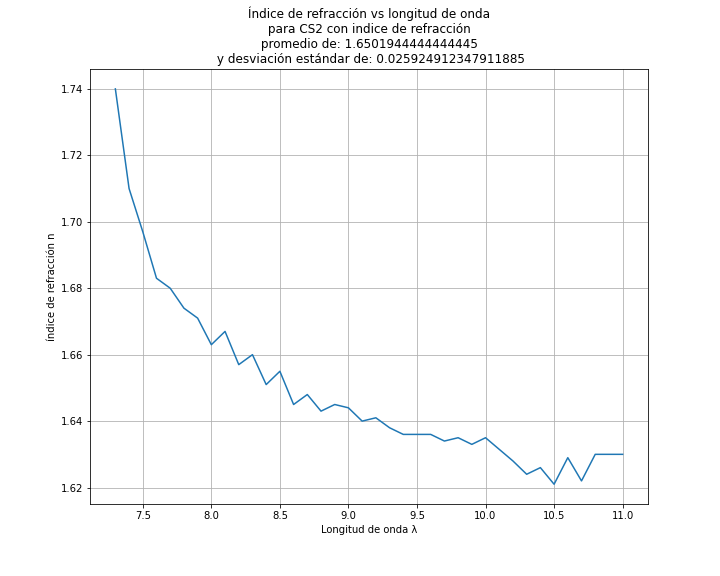 Índice de refracción vs longitud de onda
para CS2 con indice de refracción
promedio de: 1.6501944444444445
y desviación estándar de: 0.025924912347911885
1.74
1.72
1.70
1.68
1.66
1.64
1.62
índice de refracción n
7.5 8.0 8.5 9.0 9.5 10.0 10.5 11.0
Longitud de onda λ